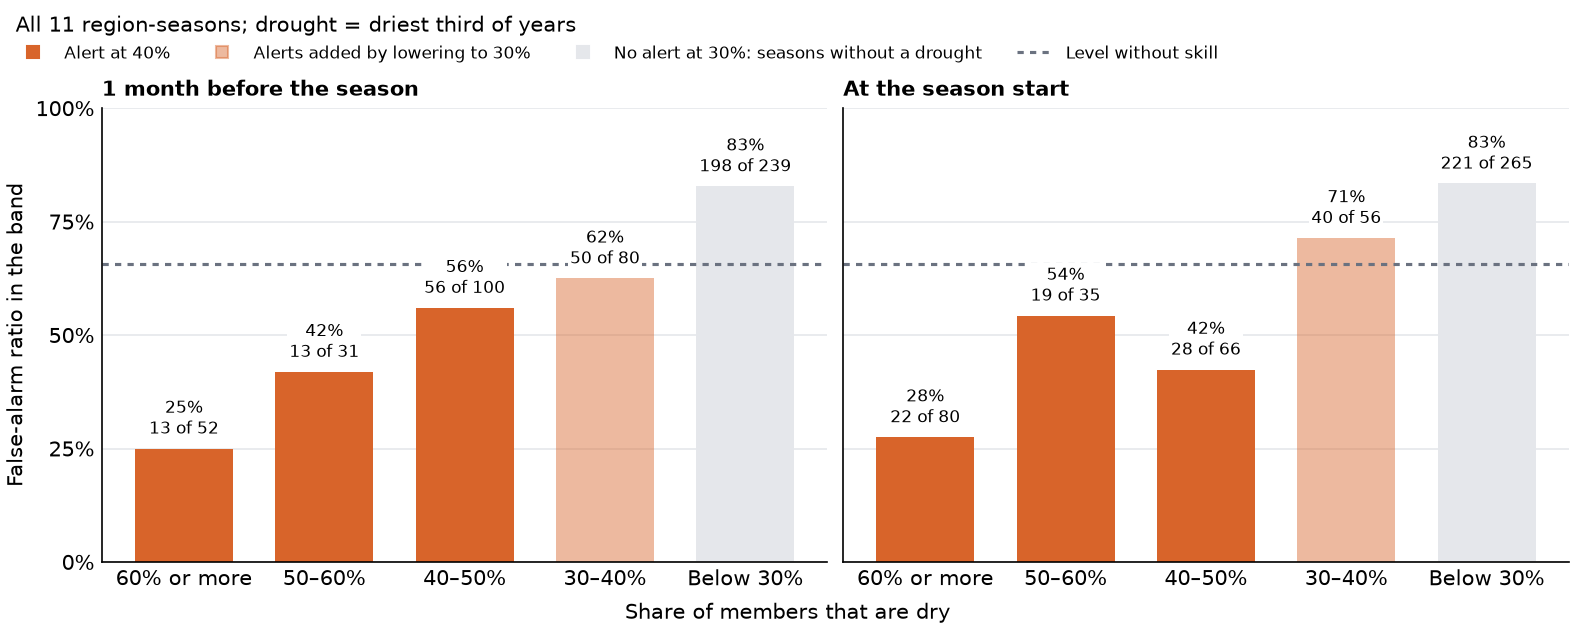 All 11 region-seasons; drought = driest third of years
Alert at 40%
Alerts added by lowering to 30%
No alert at 30%: seasons without a drought
Level without skill
1 month before the season
At the season start
False-alarm ratio in the band
100%
75%
50%
25%
0%
25%
13 of 52
42%
13 of 31
56%
56 of 100
62%
50 of 80
83%
198 of 239
28%
22 of 80
54%
19 of 35
42%
28 of 66
71%
40 of 56
83%
221 of 265
60% or more
50–60%
40–50%
30–40%
Below 30%
60% or more
50–60%
40–50%
30–40%
Below 30%
Share of members that are dry